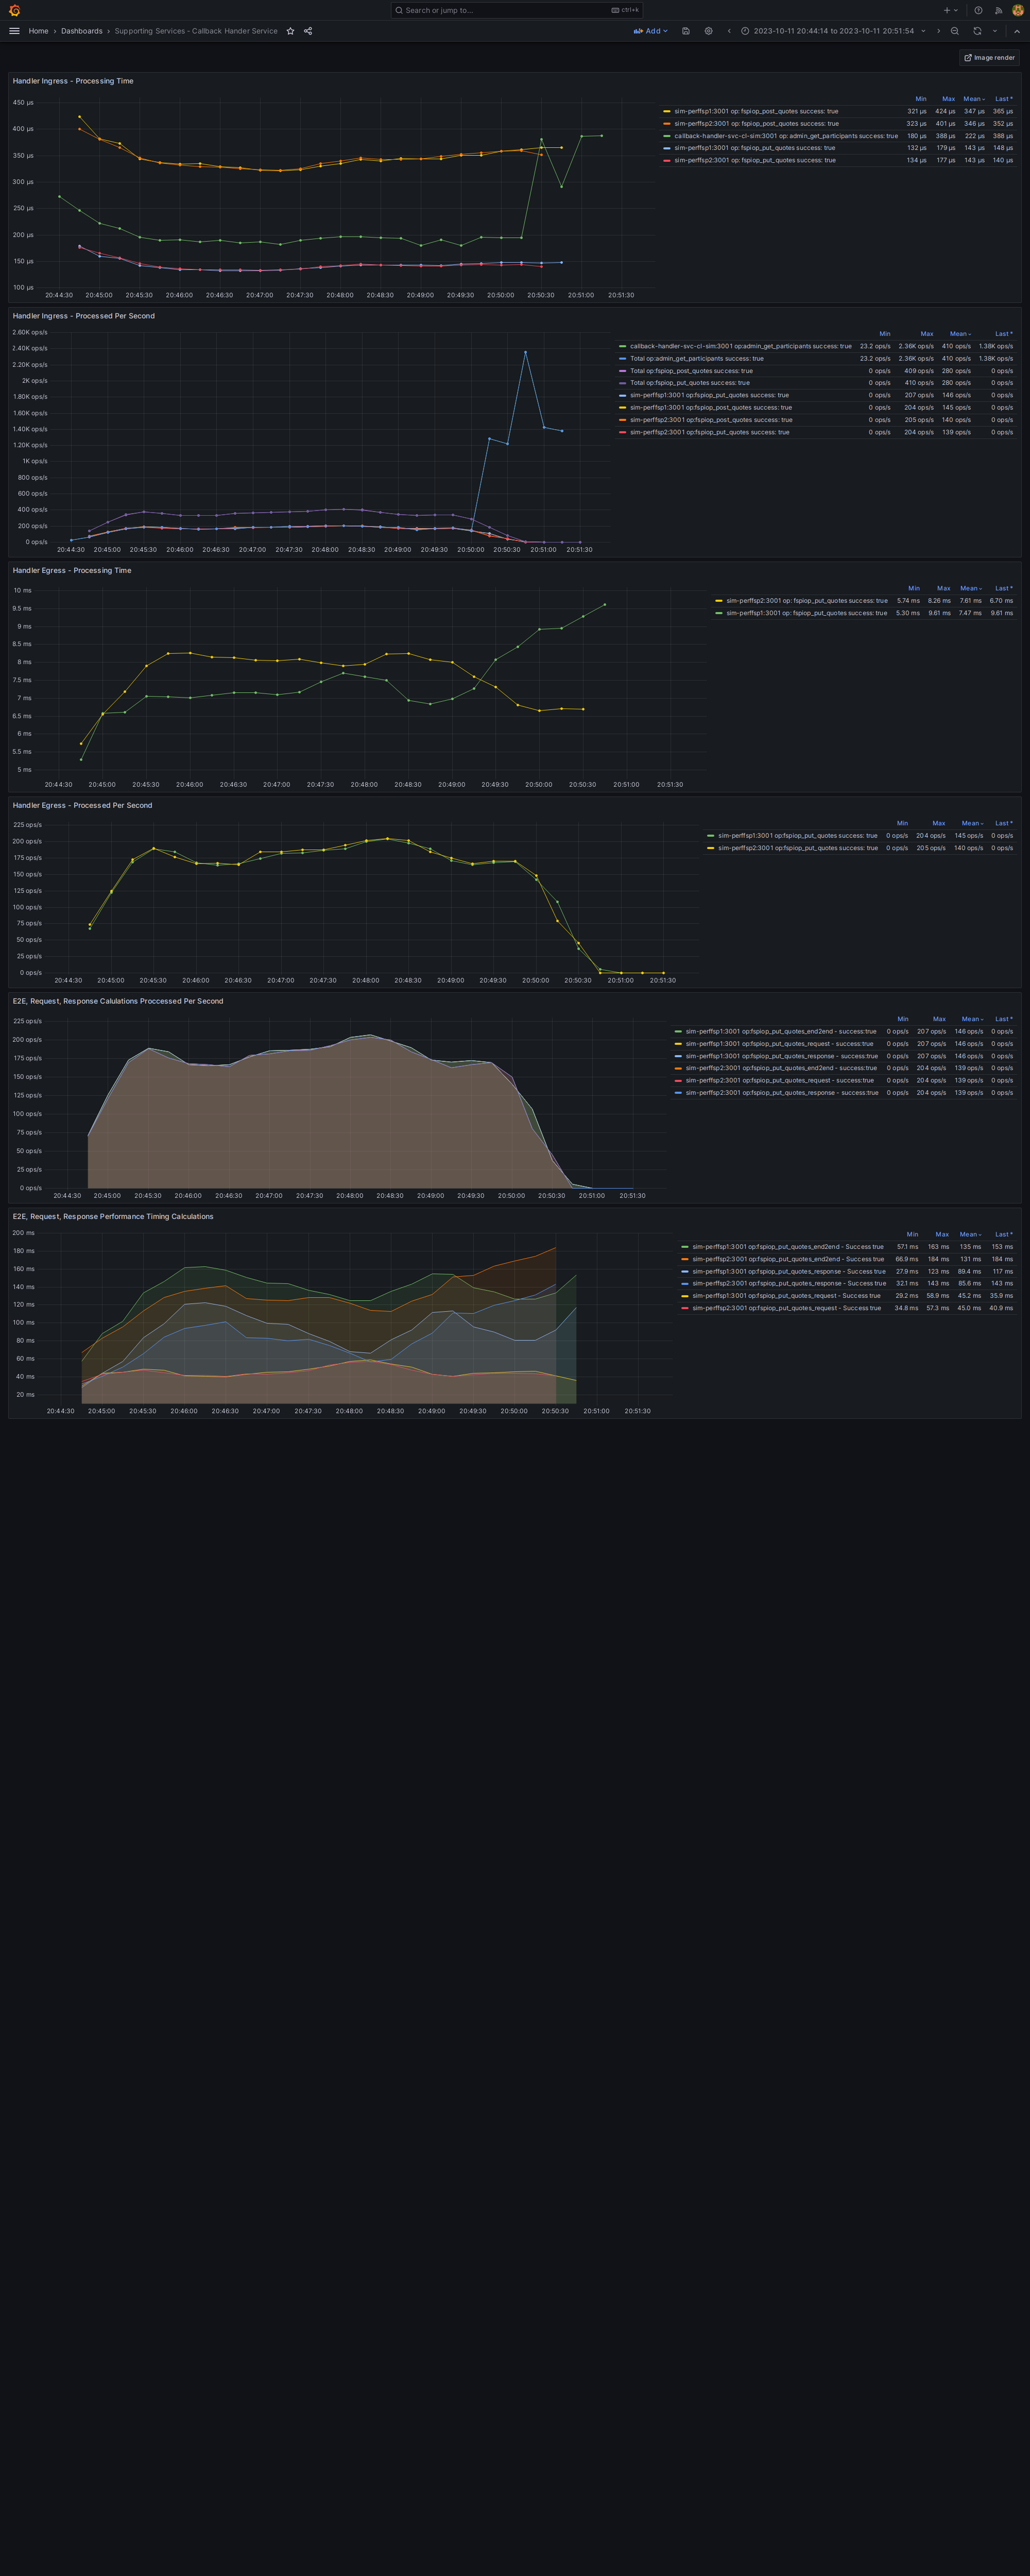 Search or jump to...
ctrl+k
Home › Dashboards › Supporting Services - Callback Hander Service
Add
2023-10-11 20:44:14 to 2023-10-11 20:51:54
Image render
Handler Ingress - Processing Time
450 µs
400 µs
350 µs
300 µs
250 µs
200 µs
150 µs
100 µs
20:44:30 20:45:00 20:45:30 20:46:00 20:46:30 20:47:00 20:47:30 20:48:00 20:48:30 20:49:00 20:49:30 20:50:00 20:50:30 20:51:00 20:51:30
Min Max Mean Last *
sim-perffsp1:3001 op: fspiop_post_quotes success: true 321 µs 424 µs 347 µs 365 µs
sim-perffsp2:3001 op: fspiop_post_quotes success: true 323 µs 401 µs 346 µs 352 µs
callback-handler-svc-cl-sim:3001 op: admin_get_participants success: true 180 µs 388 µs 222 µs 388 µs
sim-perffsp1:3001 op: fspiop_put_quotes success: true 132 µs 179 µs 143 µs 148 µs
sim-perffsp2:3001 op: fspiop_put_quotes success: true 134 µs 177 µs 143 µs 140 µs
Handler Ingress - Processed Per Second
2.60K ops/s
2.40K ops/s
2.20K ops/s
2K ops/s
1.80K ops/s
1.60K ops/s
1.40K ops/s
1.20K ops/s
1K ops/s
800 ops/s
600 ops/s
400 ops/s
200 ops/s
0 ops/s
20:44:30 20:45:00 20:45:30 20:46:00 20:46:30 20:47:00 20:47:30 20:48:00 20:48:30 20:49:00 20:49:30 20:50:00 20:50:30 20:51:00 20:51:30
Min Max Mean Last *
callback-handler-svc-cl-sim:3001 op:admin_get_participants success: true 23.2 ops/s 2.36K ops/s 410 ops/s 1.38K ops/s
Total op:admin_get_participants success: true 23.2 ops/s 2.36K ops/s 410 ops/s 1.38K ops/s
Total op:fspiop_post_quotes success: true 0 ops/s 409 ops/s 280 ops/s 0 ops/s
Total op:fspiop_put_quotes success: true 0 ops/s 410 ops/s 280 ops/s 0 ops/s
sim-perffsp1:3001 op:fspiop_put_quotes success: true 0 ops/s 207 ops/s 146 ops/s 0 ops/s
sim-perffsp1:3001 op:fspiop_post_quotes success: true 0 ops/s 204 ops/s 145 ops/s 0 ops/s
sim-perffsp2:3001 op:fspiop_post_quotes success: true 0 ops/s 205 ops/s 140 ops/s 0 ops/s
sim-perffsp2:3001 op:fspiop_put_quotes success: true 0 ops/s 204 ops/s 139 ops/s 0 ops/s
Handler Egress - Processing Time
10 ms
9.5 ms
9 ms
8.5 ms
8 ms
7.5 ms
7 ms
6.5 ms
6 ms
5.5 ms
5 ms
20:44:30 20:45:00 20:45:30 20:46:00 20:46:30 20:47:00 20:47:30 20:48:00 20:48:30 20:49:00 20:49:30 20:50:00 20:50:30 20:51:00 20:51:30
Min Max Mean Last *
sim-perffsp2:3001 op: fspiop_put_quotes success: true 5.74 ms 8.26 ms 7.61 ms 6.70 ms
sim-perffsp1:3001 op: fspiop_put_quotes success: true 5.30 ms 9.61 ms 7.47 ms 9.61 ms
Handler Egress - Processed Per Second
225 ops/s
200 ops/s
175 ops/s
150 ops/s
125 ops/s
100 ops/s
75 ops/s
50 ops/s
25 ops/s
0 ops/s
20:44:30 20:45:00 20:45:30 20:46:00 20:46:30 20:47:00 20:47:30 20:48:00 20:48:30 20:49:00 20:49:30 20:50:00 20:50:30 20:51:00 20:51:30
Min Max Mean Last *
sim-perffsp1:3001 op:fspiop_put_quotes success: true 0 ops/s 204 ops/s 145 ops/s 0 ops/s
sim-perffsp2:3001 op:fspiop_put_quotes success: true 0 ops/s 205 ops/s 140 ops/s 0 ops/s
E2E, Request, Response Calulations Proccessed Per Second
225 ops/s
200 ops/s
175 ops/s
150 ops/s
125 ops/s
100 ops/s
75 ops/s
50 ops/s
25 ops/s
0 ops/s
20:44:30 20:45:00 20:45:30 20:46:00 20:46:30 20:47:00 20:47:30 20:48:00 20:48:30 20:49:00 20:49:30 20:50:00 20:50:30 20:51:00 20:51:30
Min Max Mean Last *
sim-perffsp1:3001 op:fspiop_put_quotes_end2end - success:true 0 ops/s 207 ops/s 146 ops/s 0 ops/s
sim-perffsp1:3001 op:fspiop_put_quotes_request - success:true 0 ops/s 207 ops/s 146 ops/s 0 ops/s
sim-perffsp1:3001 op:fspiop_put_quotes_response - success:true 0 ops/s 207 ops/s 146 ops/s 0 ops/s
sim-perffsp2:3001 op:fspiop_put_quotes_end2end - success:true 0 ops/s 204 ops/s 139 ops/s 0 ops/s
sim-perffsp2:3001 op:fspiop_put_quotes_request - success:true 0 ops/s 204 ops/s 139 ops/s 0 ops/s
sim-perffsp2:3001 op:fspiop_put_quotes_response - success:true 0 ops/s 204 ops/s 139 ops/s 0 ops/s
E2E, Request, Response Performance Timing Calculations
200 ms
180 ms
160 ms
140 ms
120 ms
100 ms
80 ms
60 ms
40 ms
20 ms
20:44:30 20:45:00 20:45:30 20:46:00 20:46:30 20:47:00 20:47:30 20:48:00 20:48:30 20:49:00 20:49:30 20:50:00 20:50:30 20:51:00 20:51:30
Min Max Mean Last *
sim-perffsp1:3001 op:fspiop_put_quotes_end2end - Success true 57.1 ms 163 ms 135 ms 153 ms
sim-perffsp2:3001 op:fspiop_put_quotes_end2end - Success true 66.9 ms 184 ms 131 ms 184 ms
sim-perffsp1:3001 op:fspiop_put_quotes_response - Success true 27.9 ms 123 ms 89.4 ms 117 ms
sim-perffsp2:3001 op:fspiop_put_quotes_response - Success true 32.1 ms 143 ms 85.6 ms 143 ms
sim-perffsp1:3001 op:fspiop_put_quotes_request - Success true 29.2 ms 58.9 ms 45.2 ms 35.9 ms
sim-perffsp2:3001 op:fspiop_put_quotes_request - Success true 34.8 ms 57.3 ms 45.0 ms 40.9 ms